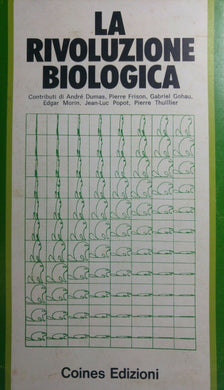 LA
RIVOLUZIONE
BIOLOGICA
Contributi di André Dumas, Pierre Frison, Gabriel Gohau,
Edgar Morin, Jean-Luc Popot, Pierre Thuillier
Coines Edizioni